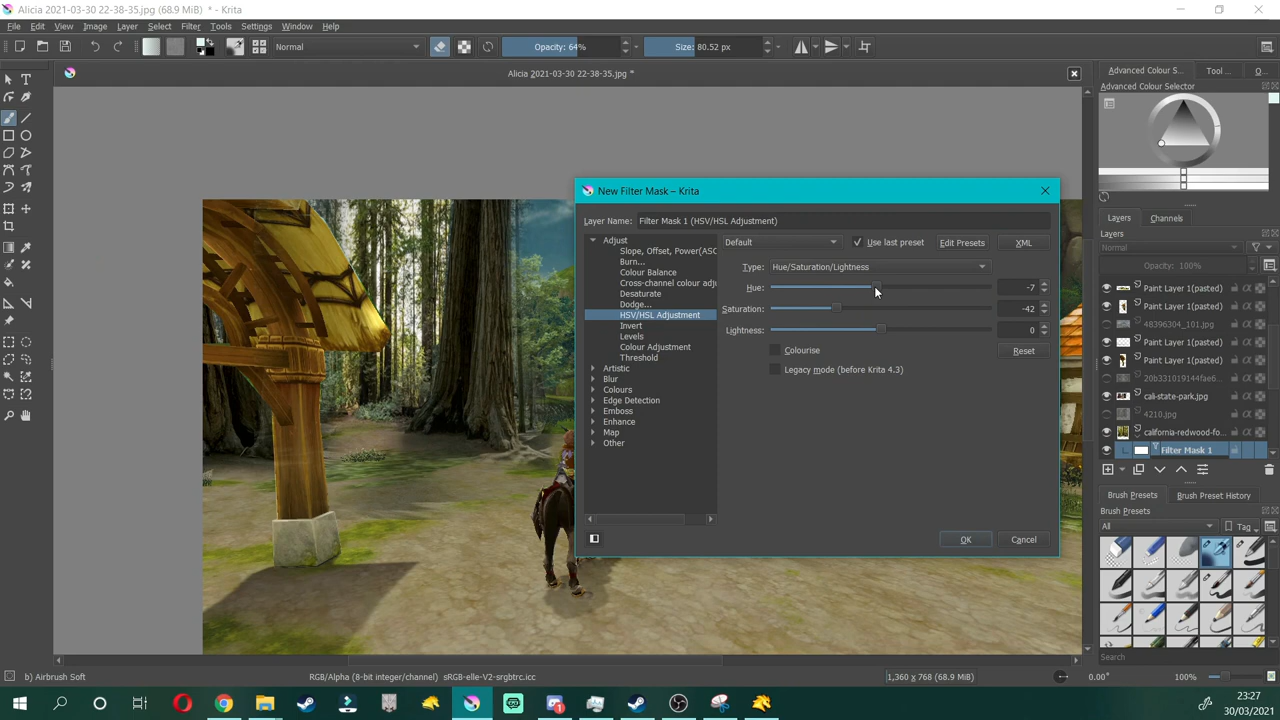 Alicia 2021-03-30 22-38-35.jpg (68.9 MiB) * - Krita
File Edit View Image Layer Select Filter Tools Settings Window Help
Normal Opacity: 64% Size: 80.52 px
Alicia 2021-03-30 22-38-35.jpg *
Advanced Colour S... Tool ... O...
Advanced Colour Selector
New Filter Mask – Krita
Layer Name: Filter Mask 1 (HSV/HSL Adjustment)
Adjust
Slope, Offset, Power(ASC
Burn...
Colour Balance
Cross-channel colour adj
Desaturate
Dodge...
HSV/HSL Adjustment
Invert
Levels
Colour Adjustment
Threshold
Artistic
Blur
Colours
Edge Detection
Emboss
Enhance
Map
Other
Default Use last preset Edit Presets XML
Type: Hue/Saturation/Lightness
Hue: -7
Saturation: -42
Lightness: 0
Colourise Reset
Legacy mode (before Krita 4.3)
OK Cancel
Layers Channels
Layers
Normal
Opacity: 100%
Paint Layer 1(pasted)
Paint Layer 1(pasted)
48396304_101.jpg
Paint Layer 1(pasted)
Paint Layer 1(pasted)
20b331019144fae6...
cali-state-park.jpg
4210.jpg
california-redwood-fo...
Filter Mask 1
Brush Presets Brush Preset History
Brush Presets
All Tag
Search
b) Airbrush Soft RGB/Alpha (8-bit integer/channel) sRGB-elle-V2-srgbtrc.icc 1,360 x 768 (68.9 MiB) 0.00° 100%
23:27
30/03/2021